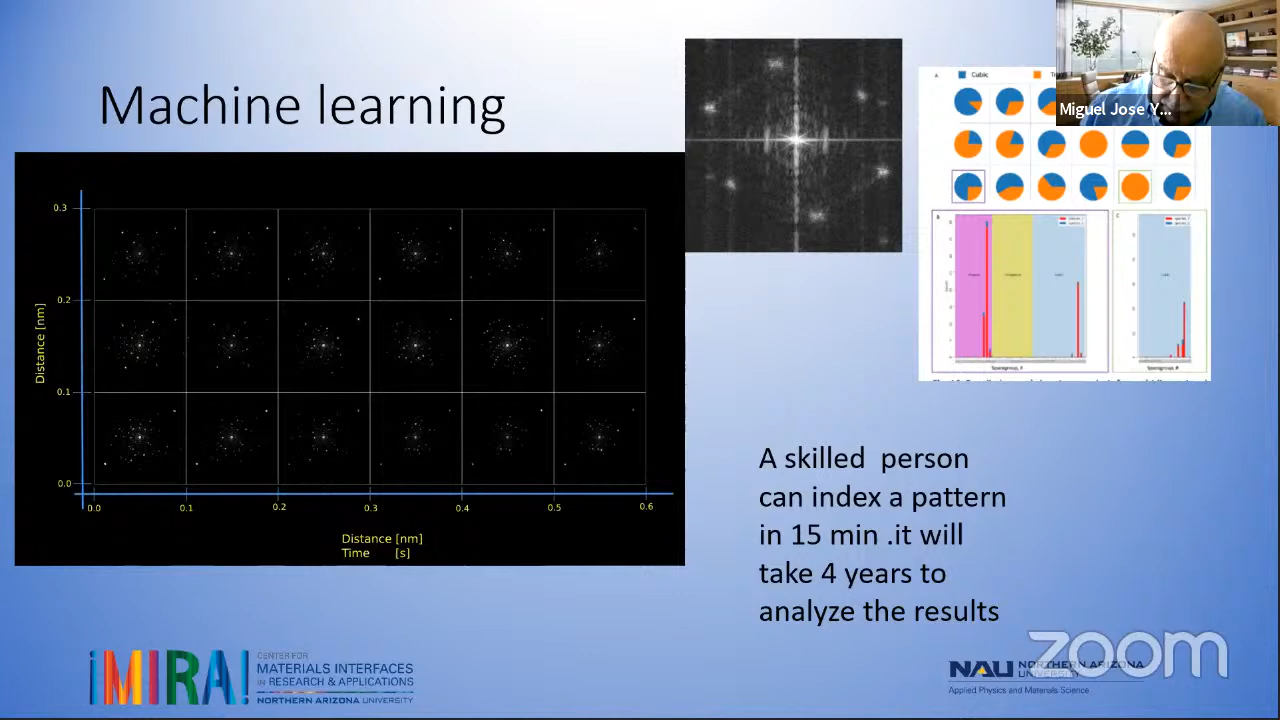 Machine learning
Miguel Jose Y...
A
Cubic
0.3
0.2
0.1
0.0
Distance [nm]
0.0
0.1
0.2
0.3
0.4
0.5
0.6
Distance [nm]
Time [s]
B
C
Spacegroup, #
Spacegroup, #
A skilled person
can index a pattern
in 15 min .it will
take 4 years to
analyze the results
¡MIRA!
CENTER FOR
MATERIALS INTERFACES
IN RESEARCH & APPLICATIONS
NORTHERN ARIZONA UNIVERSITY
NAU NORTHERN ARIZONA
UNIVERSITY
Applied Physics and Materials Science
zoom